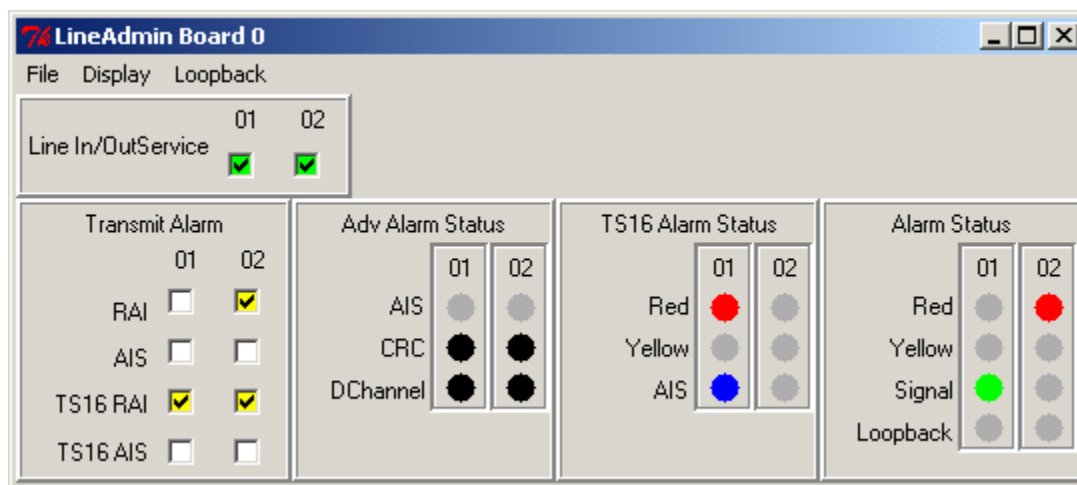 LineAdmin Board 0
File Display Loopback
01 02
Line In/OutService
Transmit Alarm
01 02
RAI
AIS
TS16 RAI
TS16 AIS
Adv Alarm Status
01 02
AIS
CRC
DChannel
TS16 Alarm Status
01 02
Red
Yellow
AIS
Alarm Status
01 02
Red
Yellow
Signal
Loopback